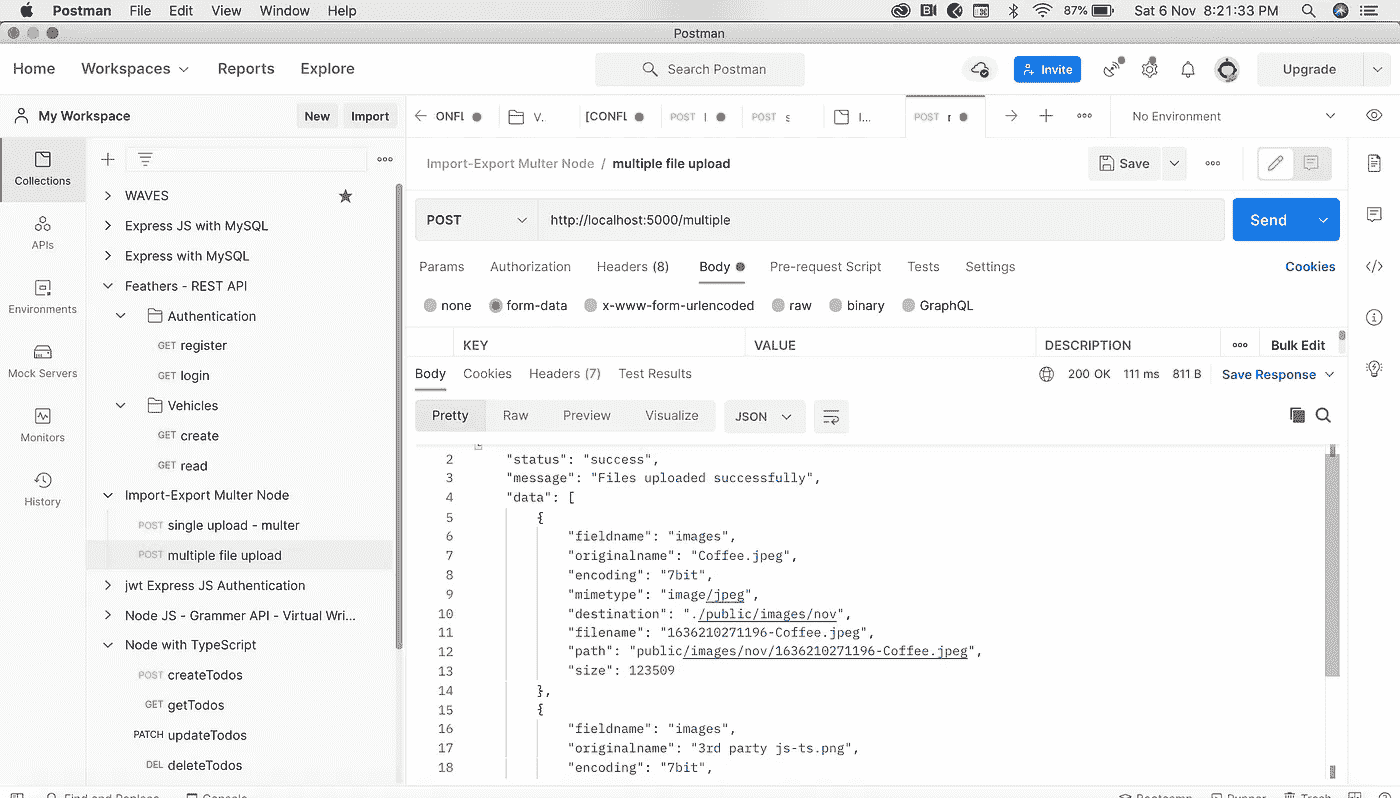 Postman File Edit View Window Help 87% Sat 6 Nov 8:21:33 PM
Postman
Home Workspaces Reports Explore Search Postman Invite Upgrade
My Workspace New Import
ONFL V. [CONFL POST POST s I... POST r No Environment
Import-Export Multer Node / multiple file upload Save
Collections
APIs
Environments
Mock Servers
Monitors
History
WAVES
Express JS with MySQL
Express with MySQL
Feathers - REST API
Authentication
GET register
GET login
Vehicles
GET create
GET read
Import-Export Multer Node
POST single upload - multer
POST multiple file upload
jwt Express JS Authentication
Node JS - Grammer API - Virtual Wri...
Node with TypeScript
POST createTodos
GET getTodos
PATCH updateTodos
DEL deleteTodos
POST http://localhost:5000/multiple Send
Params Authorization Headers (8) Body Pre-request Script Tests Settings Cookies
none form-data x-www-form-urlencoded raw binary GraphQL
KEY VALUE DESCRIPTION Bulk Edit
Body Cookies Headers (7) Test Results 200 OK 111 ms 811 B Save Response
Pretty Raw Preview Visualize JSON
2 "status": "success",
3 "message": "Files uploaded successfully",
4 "data": [
5 {
6 "fieldname": "images",
7 "originalname": "Coffee.jpeg",
8 "encoding": "7bit",
9 "mimetype": "image/jpeg",
10 "destination": "./public/images/nov",
11 "filename": "1636210271196-Coffee.jpeg",
12 "path": "public/images/nov/1636210271196-Coffee.jpeg",
13 "size": 123509
14 },
15 {
16 "fieldname": "images",
17 "originalname": "3rd party js-ts.png",
18 "encoding": "7bit",
Find and Replace Console Bootcamp Runner Trash